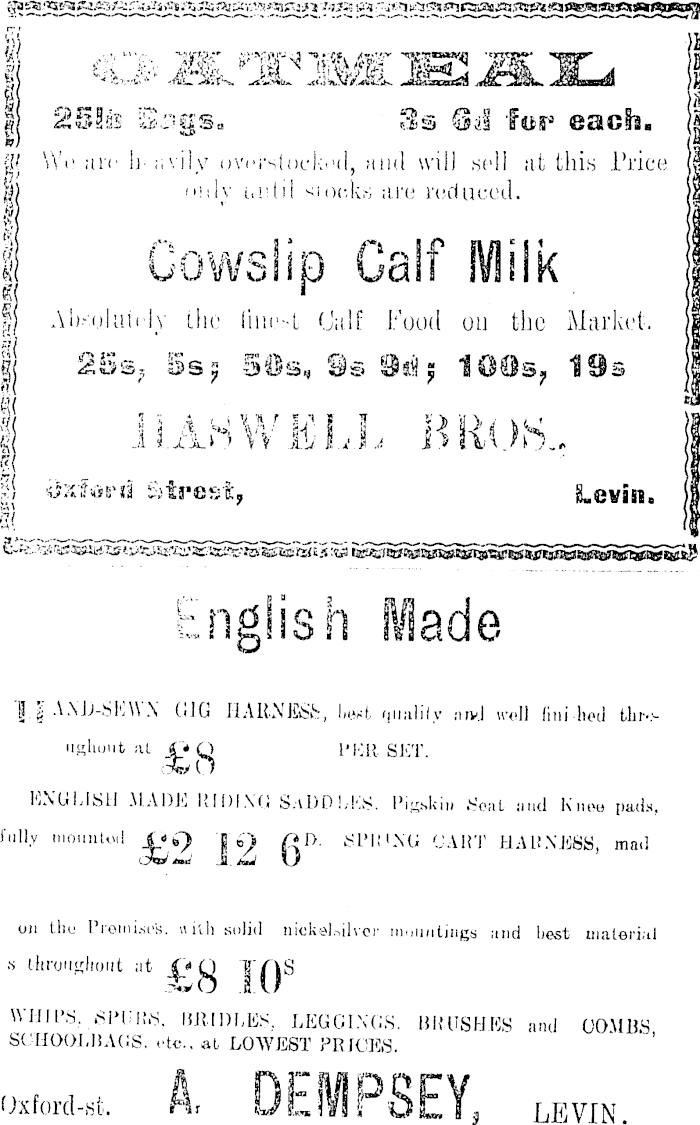 OATMEAL
25lb Bags. 3s 6d for each.
We are heavily overstocked, and will sell at this Price
only until stocks are reduced.
Cowslip Calf Milk
Absolutely the finest Calf Food on the Market.
25s, 5s; 50s, 9s 9d; 100s, 19s
HASWELL BROS.,
Oxford Street, Levin.
English Made
HAND-SEWN GIG HARNESS, best quality and well finished thro-
ughout at £8 PER SET.
ENGLISH MADE RIDING SADDLES. Pigskin Seat and Knee pads,
fully mounted £2 12 6D. SPRING CART HARNESS, mad
on the Premises. with solid nickel-silver mountings and best material
s throughout at £8 10S
WHIPS, SPURS, BRIDLES, LEGGINGS. BRUSHES and COMBS,
SCHOOLBAGS. etc., at LOWEST PRICES.
Oxford-st. A. DEMPSEY, LEVIN.